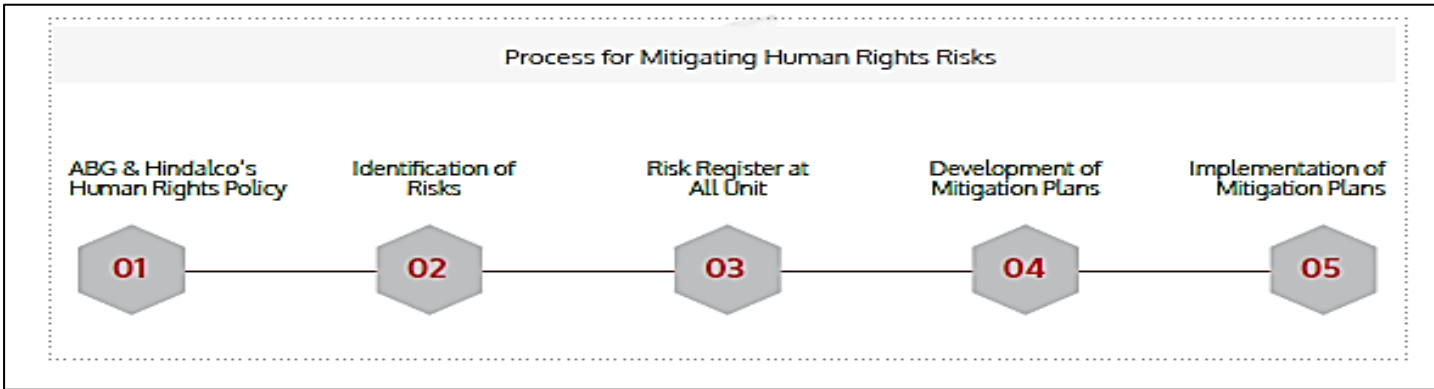 Process for Mitigating Human Rights Risks
ABG & Hindalco's
Human Rights Policy
Identification of
Risks
Risk Register at
All Unit
Development of
Mitigation Plans
Implementation of
Mitigation Plans
01
02
03
04
05